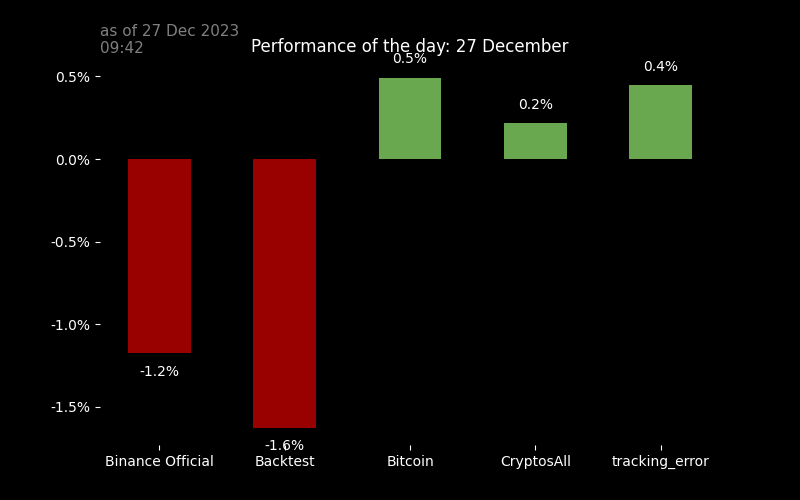 as of 27 Dec 2023
09:42
Performance of the day: 27 December
0.5%
0.4%
0.5%
0.2%
0.0%
-0.5%
-1.0%
-1.2%
-1.5%
-1.6%
Binance Official
Backtest
Bitcoin
CryptosAll
tracking_error